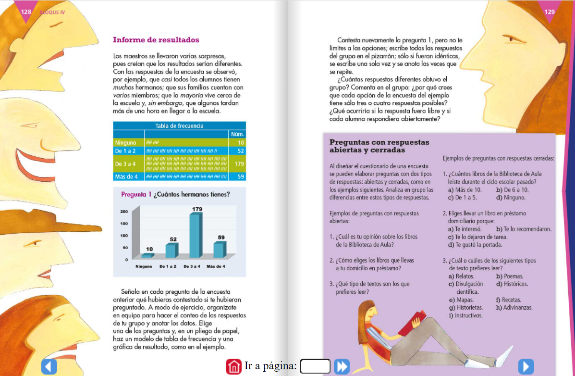 128 BLOQUE IV
Informe de resultados
Los maestros se llevaron varias sorpresas,
pues creían que los resultados serían diferentes.
Con las respuestas de la encuesta se observó,
por ejemplo, que casi todos los alumnos tienen
muchos hermanos; que sus familias cuentan con
varios miembros; que la mayoría vive cerca de
la escuela y, sin embargo, que algunos tardan
más de una hora en llegar a la escuela.
Tabla de frecuencia
Núm.
Ninguno 10
De 1 a 2 52
De 3 a 4 179
Más de 4 59
Pregunta 1 ¿Cuántos hermanos tienes?
200
150
100
50
0
10
52
179
59
Ninguno De 1 a 2 De 3 a 4 Más de 4
Señala en cada pregunta de la encuesta
anterior qué hubieras contestado si te hubieran
preguntado. A modo de ejercicio, organízate
en equipo para hacer el conteo de las respuestas
de tu grupo y anotar los datos. Elige
una de las preguntas y, en un pliego de papel,
haz un modelo de tabla de frecuencia y una
gráfica de resultado, como en el ejemplo.
129
Contesta nuevamente la pregunta 1, pero no te
limites a las opciones; escribe todas las respuestas
del grupo en el pizarrón; sólo si fueron idénticas,
se escribe una sola vez y se anota las veces que
se repite.
¿Cuántas respuestas diferentes obtuvo el
grupo? Comenta en el grupo: ¿por qué crees
que cada opción de la encuesta del ejemplo
tiene sólo tres o cuatro respuestas posibles?
¿Qué ocurriría si la respuesta fuera libre y si
cada alumno respondiera abiertamente?
Preguntas con respuestas
abiertas y cerradas
Al diseñar el cuestionario de una encuesta
se pueden elaborar preguntas con dos tipos
de respuestas: abiertas y cerradas, como en
los ejemplos siguientes. Analiza en grupo las
diferencias entre estos tipos de respuestas.
Ejemplos de preguntas con respuestas
abiertas:
1. ¿Cuál es tu opinión sobre los libros
de la Biblioteca de Aula?
2. ¿Cómo eliges los libros que llevas
a tu domicilio en préstamo?
3. ¿Qué tipo de textos son los que
prefieres leer?
Ejemplos de preguntas con respuestas cerradas:
1. ¿Cuántos libros de la Biblioteca de Aula
leíste durante el ciclo escolar pasado?
a) Más de 10. b) De 6 a 10.
c) De 1 a 5. d) Ninguno.
2. Eliges llevar un libro en préstamo
domiciliario porque:
a) Te interesó. b) Te lo recomendaron.
c) Te lo dejaron de tarea.
d) Te gustó la portada.
3. ¿Cuál o cuáles de los siguientes tipos
de texto prefieres leer?
a) Relatos. b) Poemas.
c) Divulgación d) Históricos.
científica.
e) Mapas. f) Recetas.
g) Historietas. h) Adivinanzas.
i) Instructivos.
Ir a página: